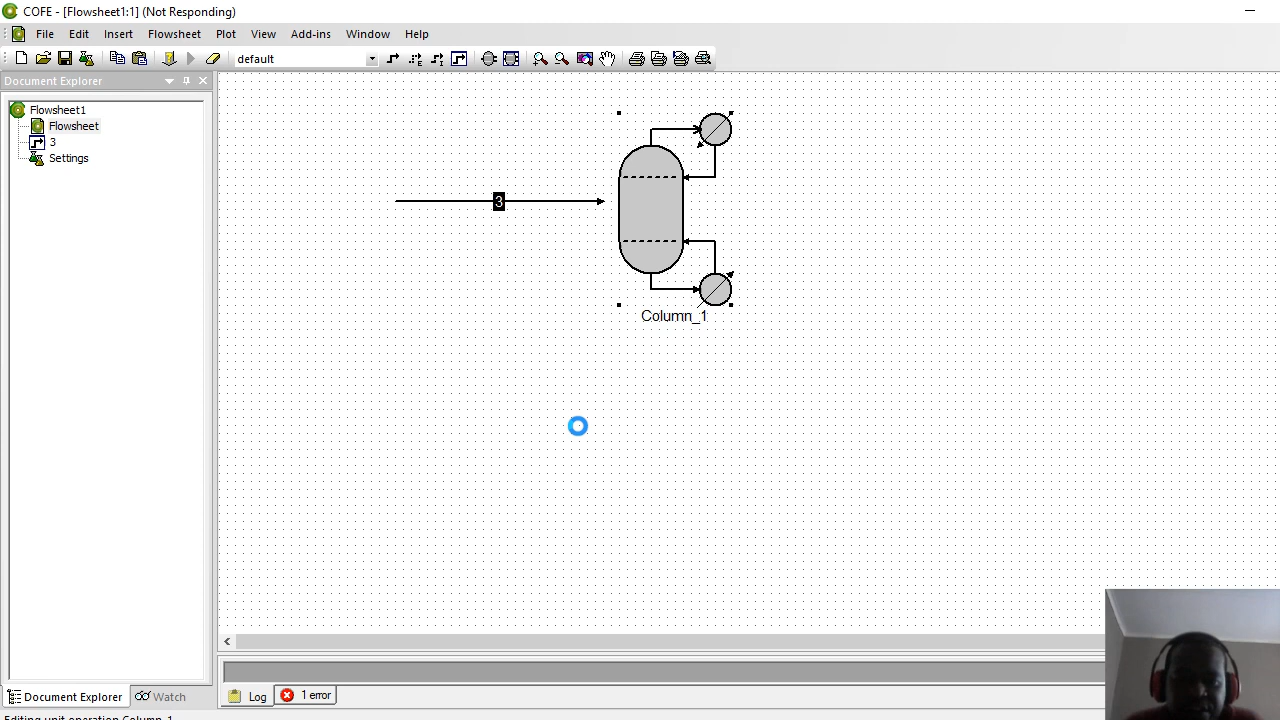 COFE - [Flowsheet1:1] (Not Responding)
File Edit Insert Flowsheet Plot View Add-ins Window Help
default
Document Explorer
Flowsheet1
Flowsheet
3
Settings
3
Column_1
Document Explorer Watch
Log 1 error
Editing unit operation Column_1